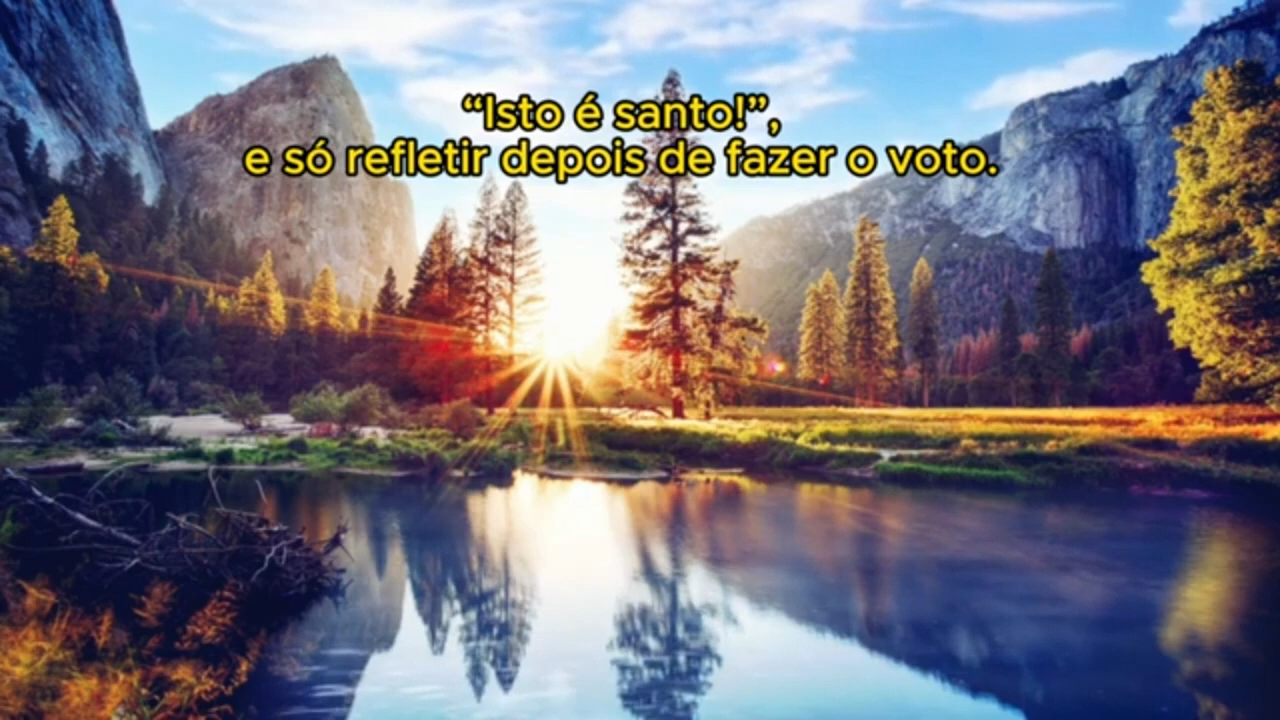 “Isto é santo!”,
e só refletir depois de fazer o voto.